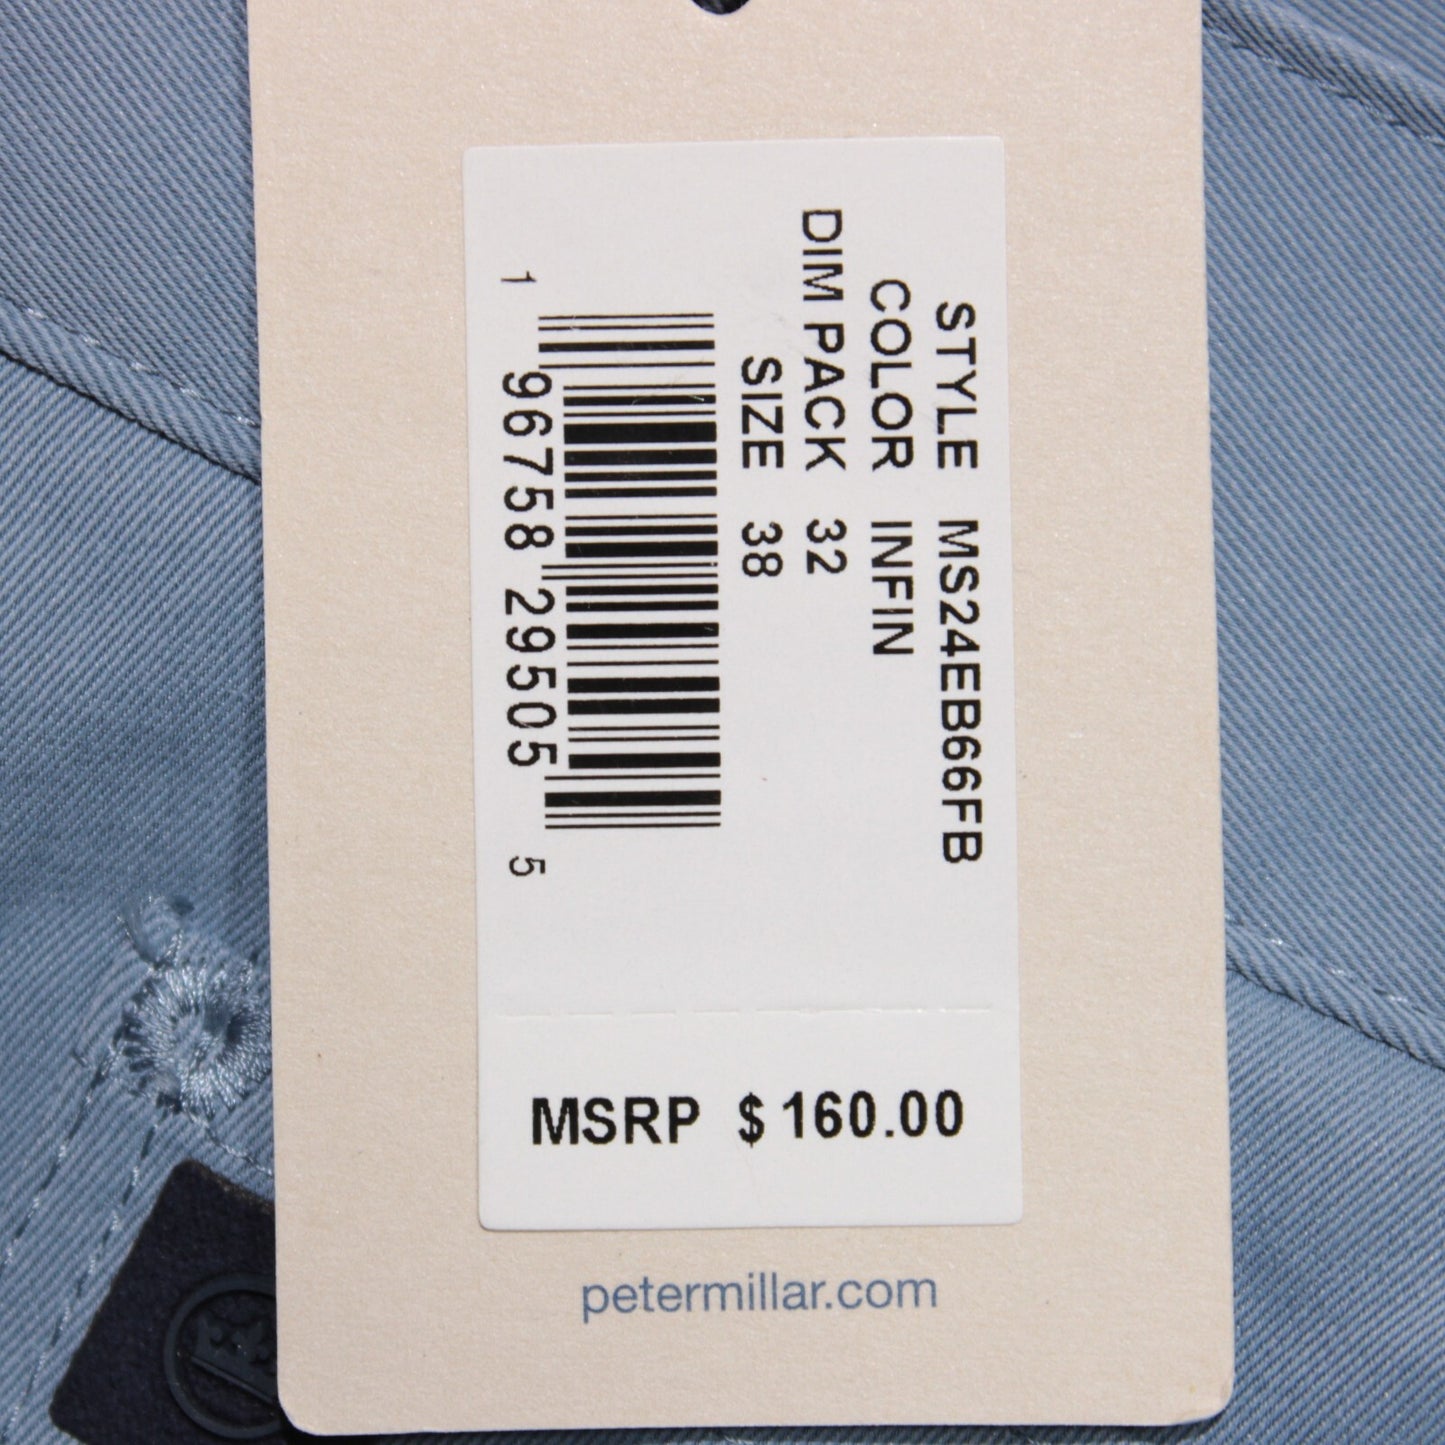 STYLE MS24EB66FB
COLOR INFIN
DIM PACK 32
SIZE 38
1 96758 29505 5
MSRP $160.00
petermillar.com